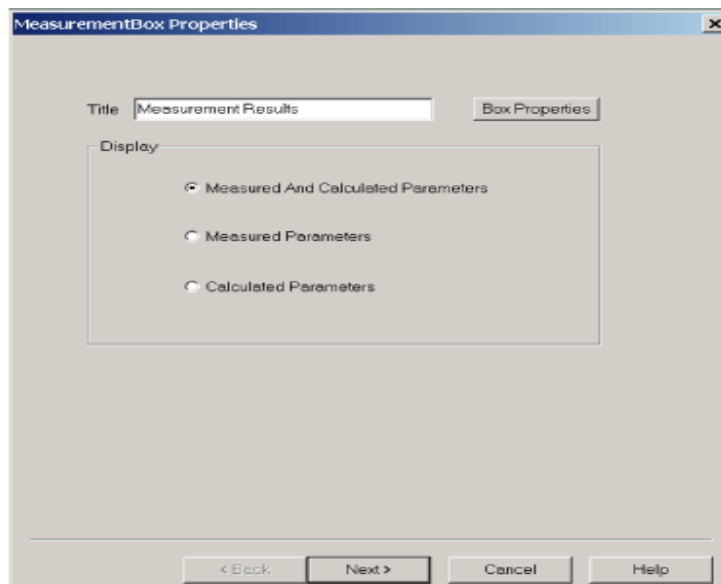 MeasurementBox Properties
Title Measurement Results Box Properties
Display
Measured And Calculated Parameters
Measured Parameters
Calculated Parameters
< Back Next > Cancel Help